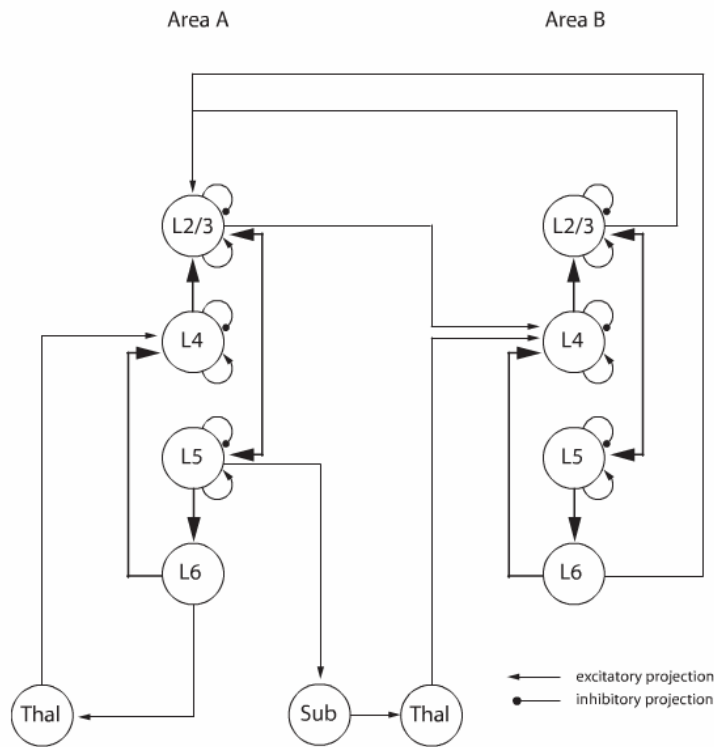 Area A
Area B
L2/3
L2/3
L4
L4
L5
L5
L6
L6
Thal
Sub
Thal
excitatory projection
inhibitory projection